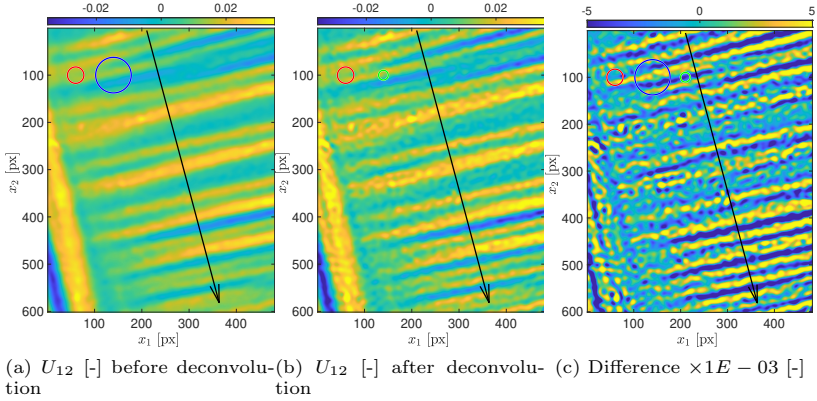 -0.02 0 0.02
-0.02 0 0.02
-5 0 5
100
200
300
400
500
600
x2 [px]
100 200 300 400
x1 [px]
100
200
300
400
500
600
x2 [px]
100 200 300 400
x1 [px]
100
200
300
400
500
600
x2 [px]
100 200 300 400
x1 [px]
(a) U12 [-] before deconvolu-
tion
(b) U12 [-] after deconvolu-
tion
(c) Difference ×1E − 03 [-]